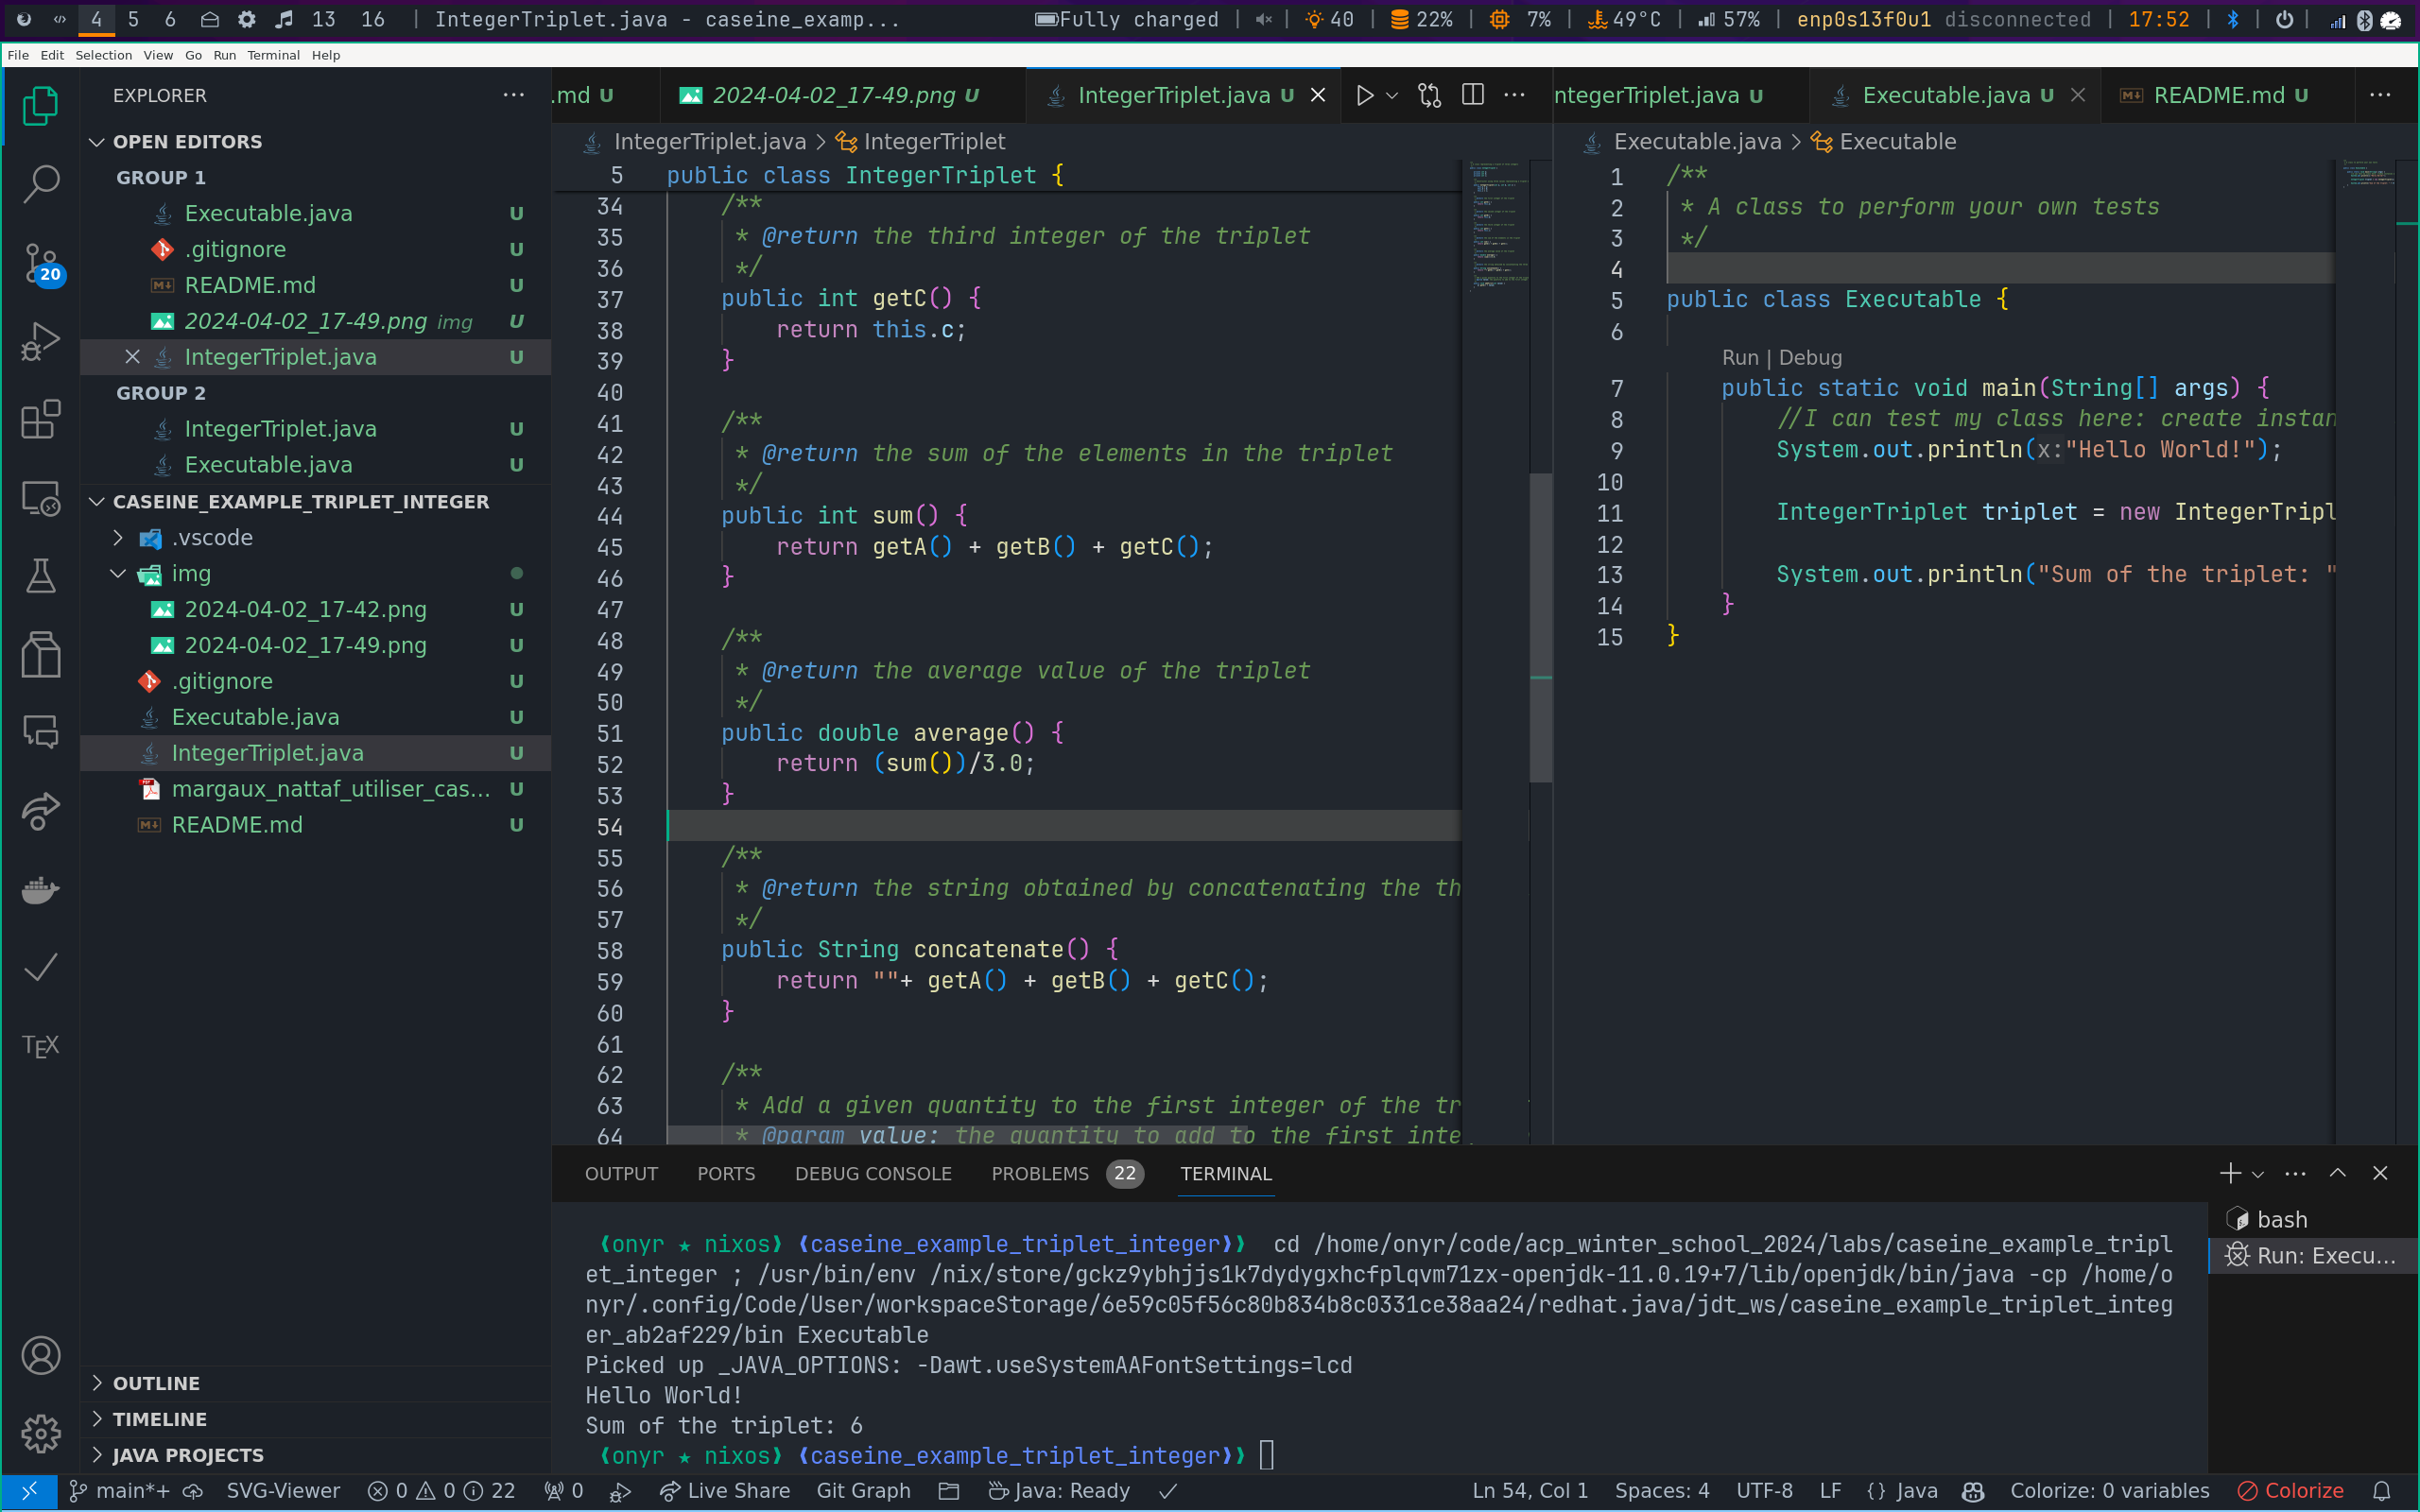 4 5 6 13 16 | IntegerTriplet.java - caseine_examp... Fully charged | | 40 | 22% | 7% | 49°C | 57% | enp0s13f0u1 disconnected | 17:52 | | |
File Edit Selection View Go Run Terminal Help
EXPLORER
OPEN EDITORS
GROUP 1
Executable.java U
.gitignore U
README.md U
2024-04-02_17-49.png img U
IntegerTriplet.java U
GROUP 2
IntegerTriplet.java U
Executable.java U
CASEINE_EXAMPLE_TRIPLET_INTEGER
.vscode
img
2024-04-02_17-42.png U
2024-04-02_17-49.png U
.gitignore U
Executable.java U
IntegerTriplet.java U
margaux_nattaf_utiliser_cas... U
README.md U
OUTLINE
TIMELINE
JAVA PROJECTS
20
TEX
.md U 2024-04-02_17-49.png U IntegerTriplet.java U
IntegerTriplet.java > IntegerTriplet
5 public class IntegerTriplet {
34 /**
35 * @return the third integer of the triplet
36 */
37 public int getC() {
38 return this.c;
39 }
40
41 /**
42 * @return the sum of the elements in the triplet
43 */
44 public int sum() {
45 return getA() + getB() + getC();
46 }
47
48 /**
49 * @return the average value of the triplet
50 */
51 public double average() {
52 return (sum())/3.0;
53 }
54
55 /**
56 * @return the string obtained by concatenating the th
57 */
58 public String concatenate() {
59 return ""+ getA() + getB() + getC();
60 }
61
62 /**
63 * Add a given quantity to the first integer of the tr
64 * @param value: the quantity to add to the first inte
ntegerTriplet.java U Executable.java U README.md U
Executable.java > Executable
1 /**
2 * A class to perform your own tests
3 */
4
5 public class Executable {
6
Run | Debug
7 public static void main(String[] args) {
8 //I can test my class here: create instan
9 System.out.println(x:"Hello World!");
10
11 IntegerTriplet triplet = new IntegerTripl
12
13 System.out.println("Sum of the triplet: "
14 }
15 }
OUTPUT PORTS DEBUG CONSOLE PROBLEMS 22 TERMINAL
(onyr ★ nixos) (caseine_example_triplet_integer)) cd /home/onyr/code/acp_winter_school_2024/labs/caseine_example_tripl
et_integer ; /usr/bin/env /nix/store/gckz9ybhjjs1k7dydygxhcfplqvm71zx-openjdk-11.0.19+7/lib/openjdk/bin/java -cp /home/o
nyr/.config/Code/User/workspaceStorage/6e59c05f56c80b834b8c0331ce38aa24/redhat.java/jdt_ws/caseine_example_triplet_integ
er_ab2af229/bin Executable
Picked up _JAVA_OPTIONS: -Dawt.useSystemAAFontSettings=lcd
Hello World!
Sum of the triplet: 6
(onyr ★ nixos) (caseine_example_triplet_integer))
bash
Run: Execu...
main*+ SVG-Viewer 0 0 22 0 Live Share Git Graph Java: Ready Ln 54, Col 1 Spaces: 4 UTF-8 LF {} Java Colorize: 0 variables Colorize